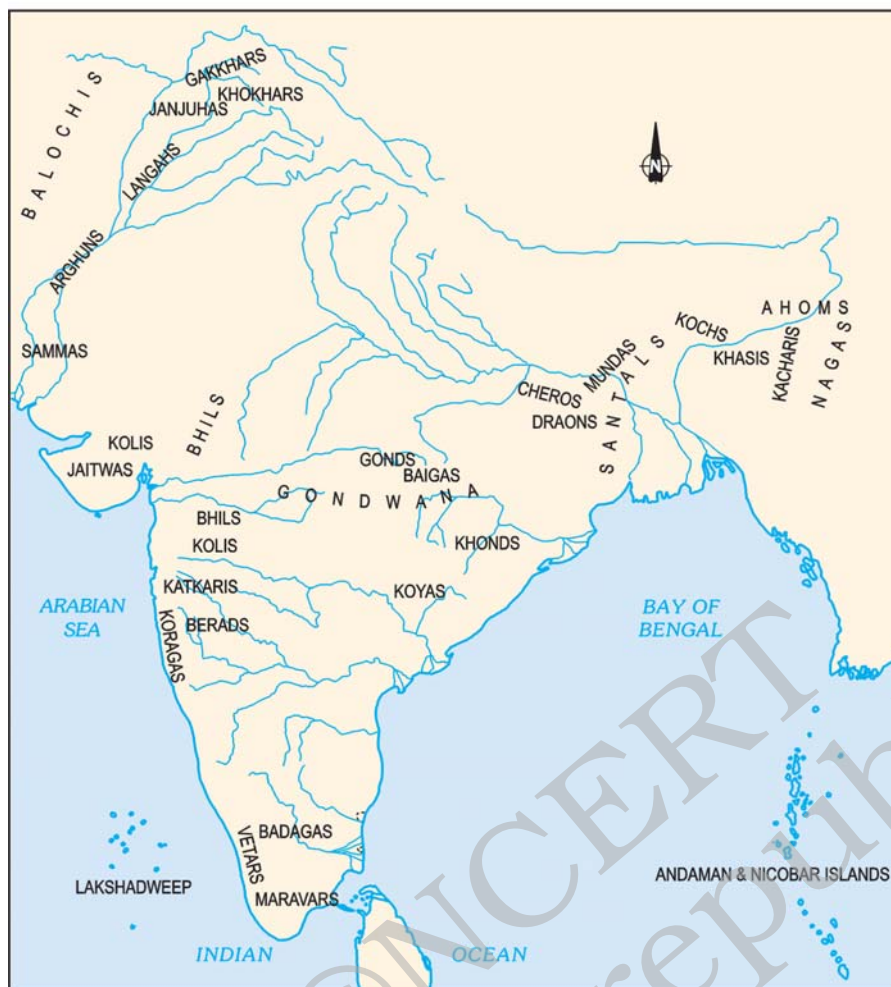 GAKKHARS
BALOCHIS
KHOKHARS
JANJUHAS
LANGAHS
N
ARGHUNS
AHOMS
KOCHS
SAMMAS
KHASIS
KACHARIS
NAGAS
MUNDAS
CHEROS
SANTALS
DRAONS
BHILS
KOLIS
JAITWAS
GONDS
BAIGAS
GONDWANA
BHILS
KOLIS
KHONDS
KATKARIS
KOYAS
ARABIAN
SEA
BERADS
KORAGAS
BAY OF
BENGAL
BADAGAS
VETARS
LAKSHADWEEP
MARAVARS
ANDAMAN & NICOBAR ISLANDS
INDIAN
OCEAN
NCERT
republ